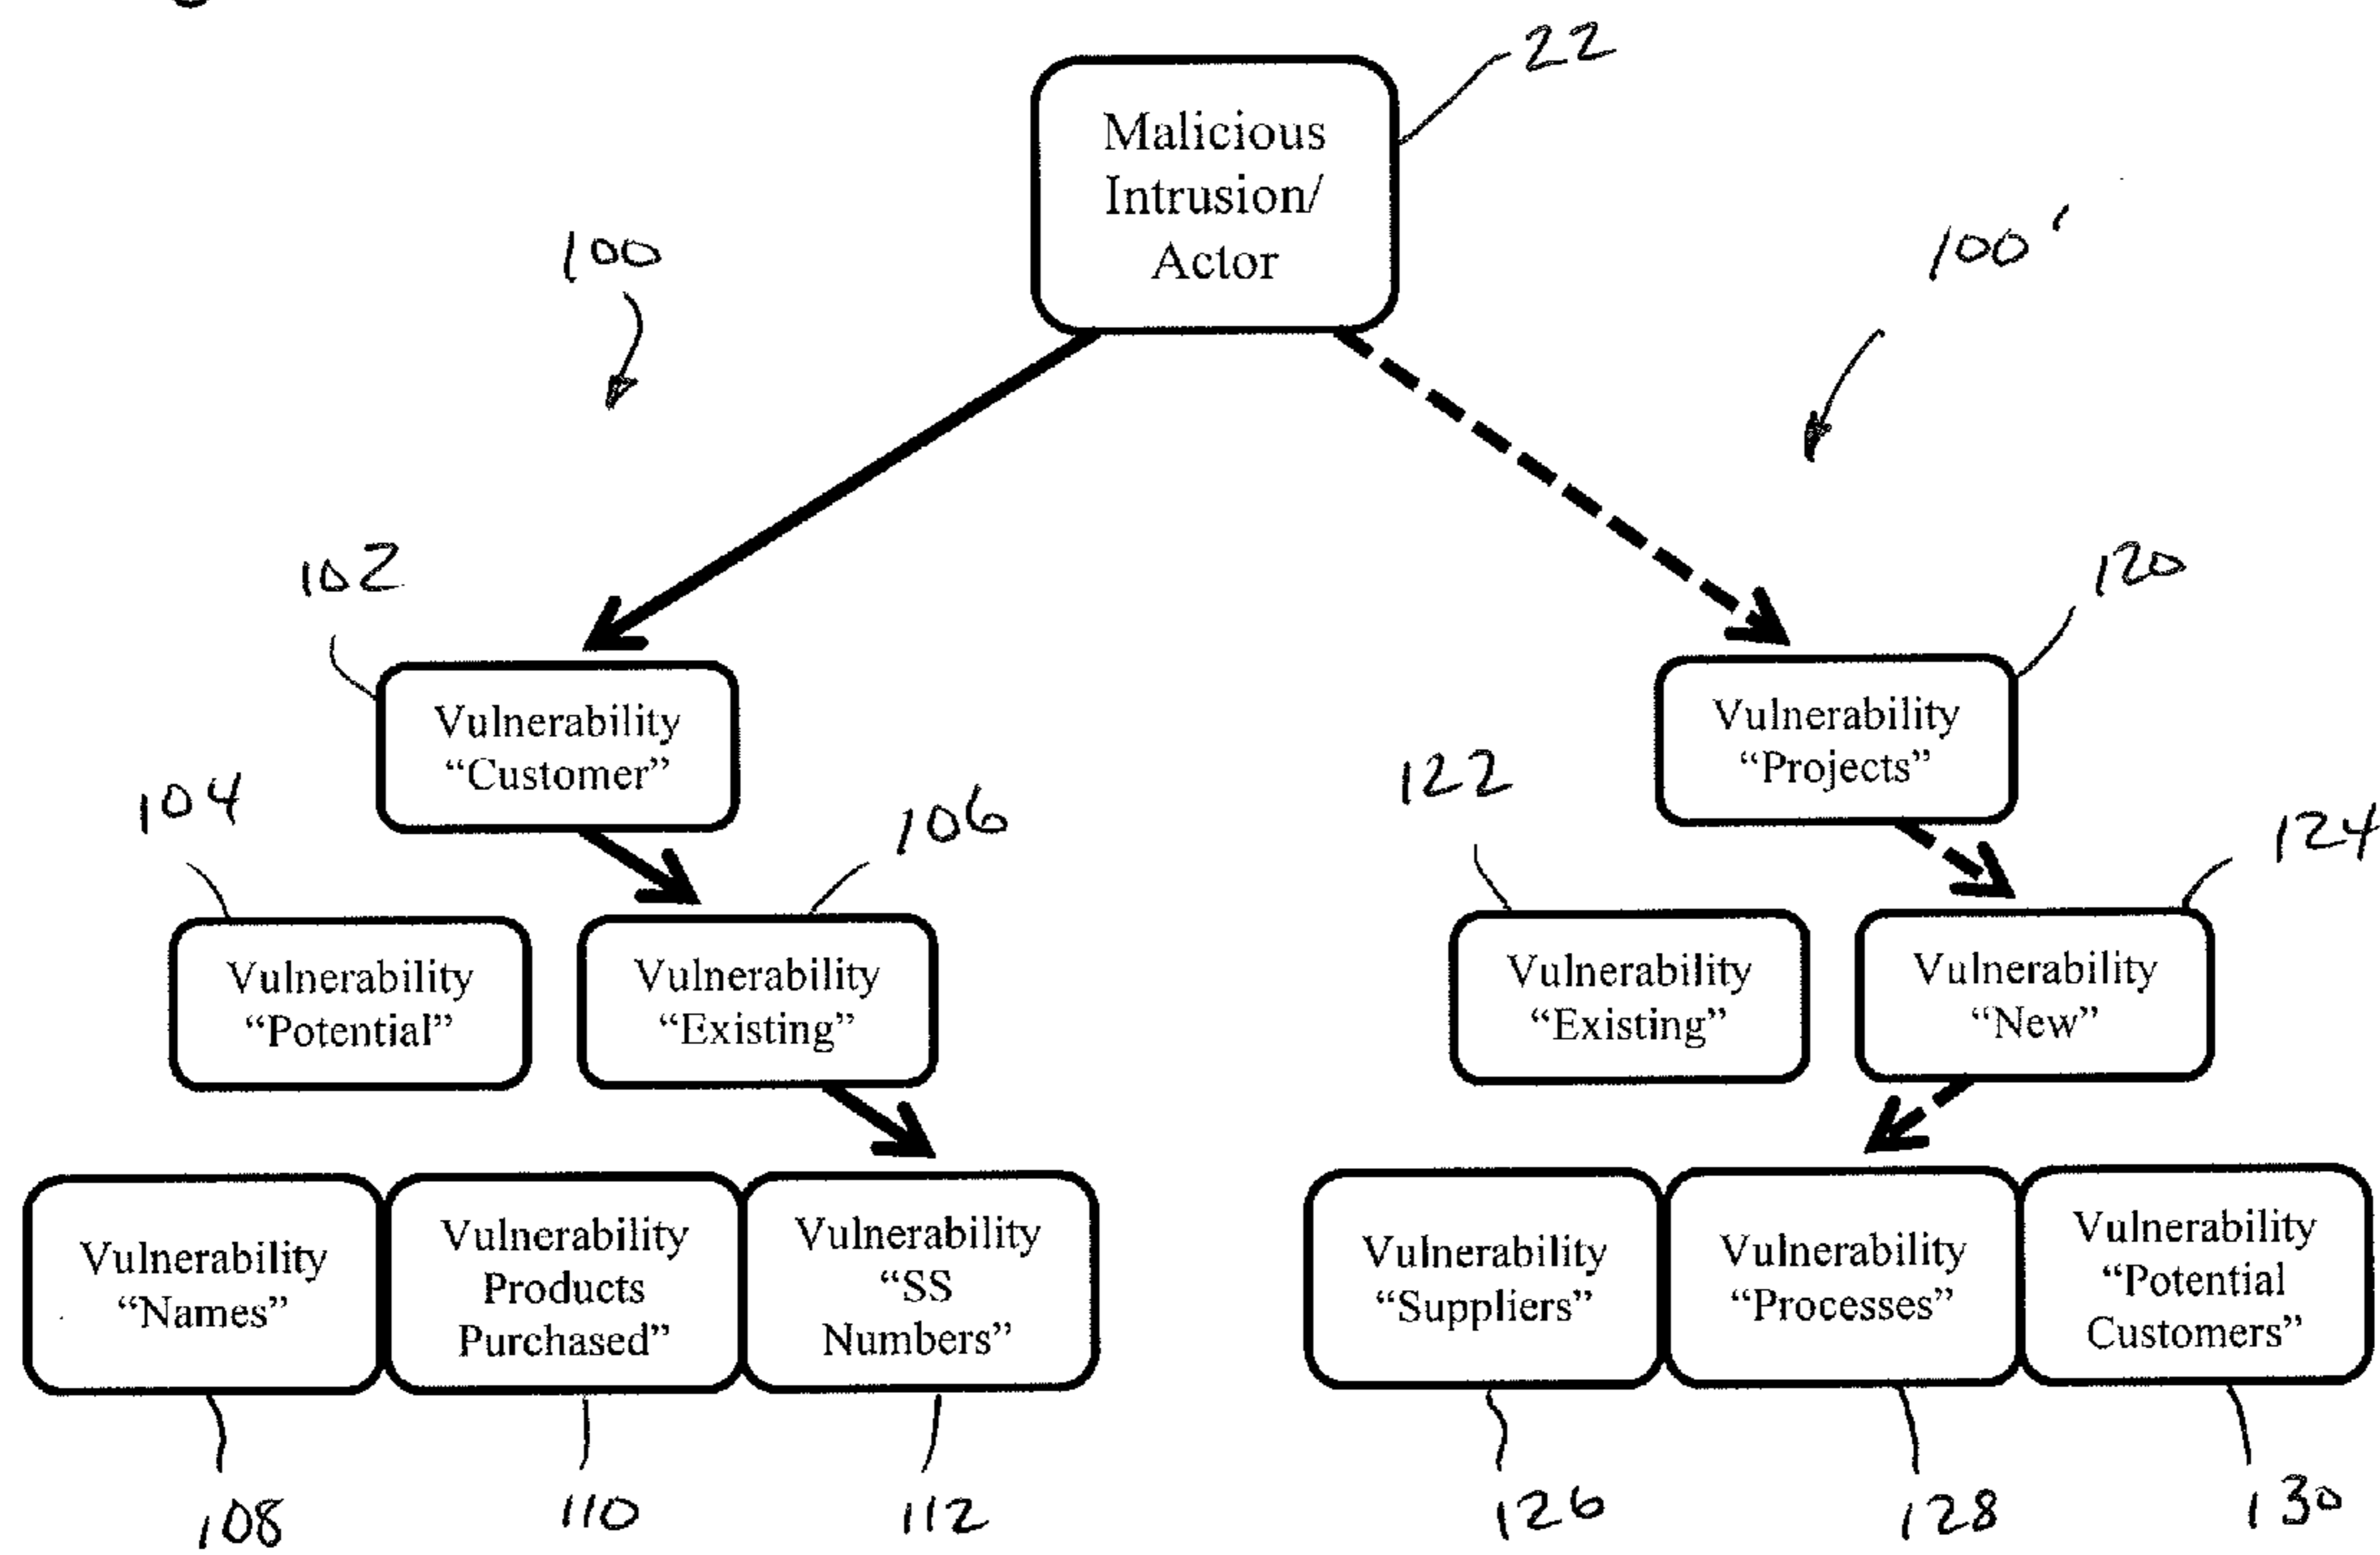 22
Malicious
Intrusion/
Actor
100
100'
102
120
Vulnerability
“Customer”
Vulnerability
“Projects”
104
106
122
124
Vulnerability
“Potential”
Vulnerability
“Existing”
Vulnerability
“Existing”
Vulnerability
“New”
Vulnerability
“Names”
Vulnerability
Products
Purchased”
Vulnerability
“SS
Numbers”
Vulnerability
“Suppliers”
Vulnerability
“Processes”
Vulnerability
“Potential
Customers”
108
110
112
126
128
130